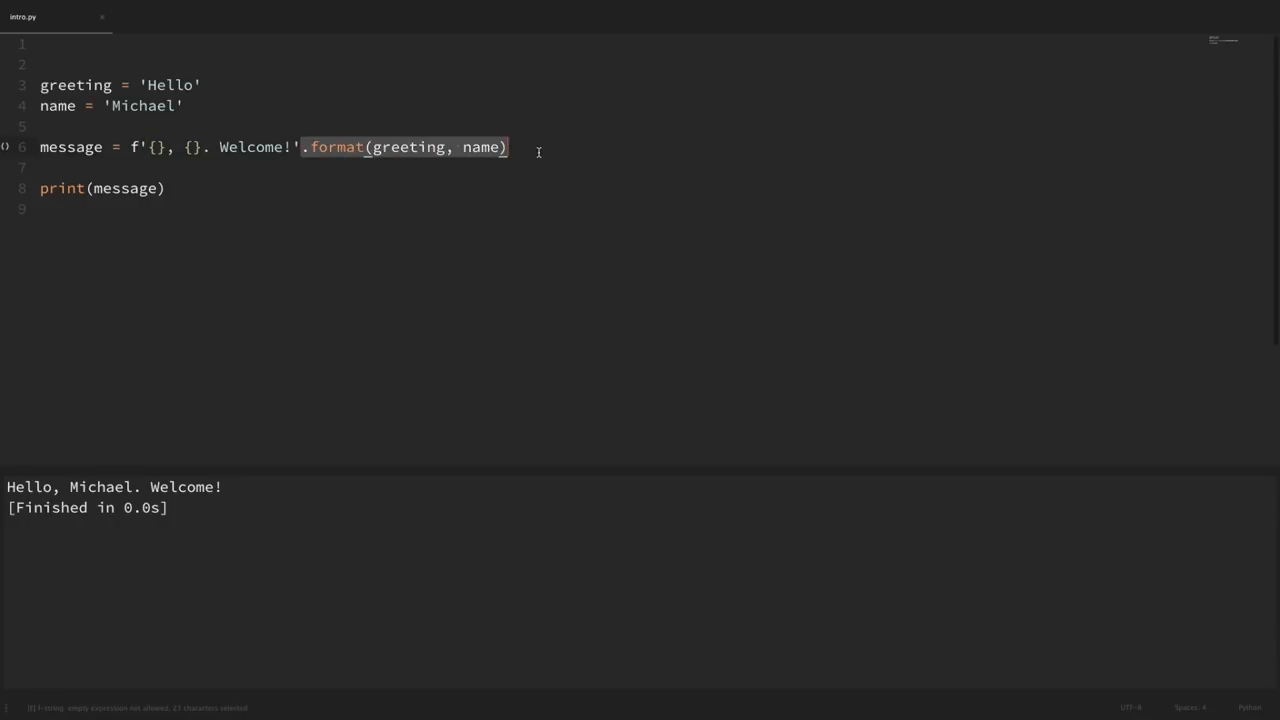 intro.py ×
1
2
3 greeting = 'Hello'
4 name = 'Michael'
5
() 6 message = f'{}, {}. Welcome!'.format(greeting, name)
7
8 print(message)
9
Hello, Michael. Welcome!
[Finished in 0.0s]
[E] F-string: empty expression not allowed, 23 characters selected
UTF-8 Spaces: 4 Python